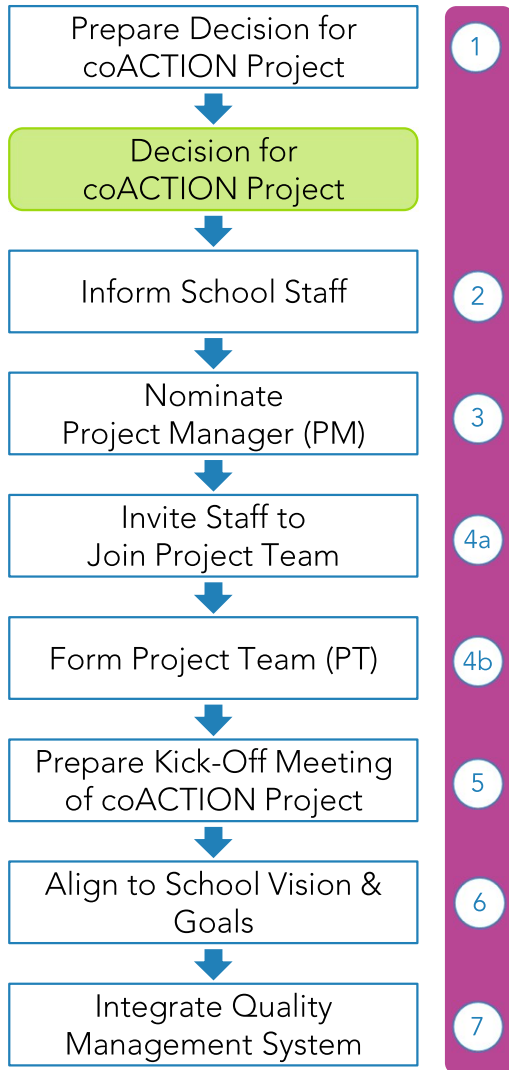 Prepare Decision for
coACTION Project
1
Decision for
coACTION Project
Inform School Staff
2
Nominate
Project Manager (PM)
3
Invite Staff to
Join Project Team
4a
Form Project Team (PT)
4b
Prepare Kick-Off Meeting
of coACTION Project
5
Align to School Vision &
Goals
6
Integrate Quality
Management System
7